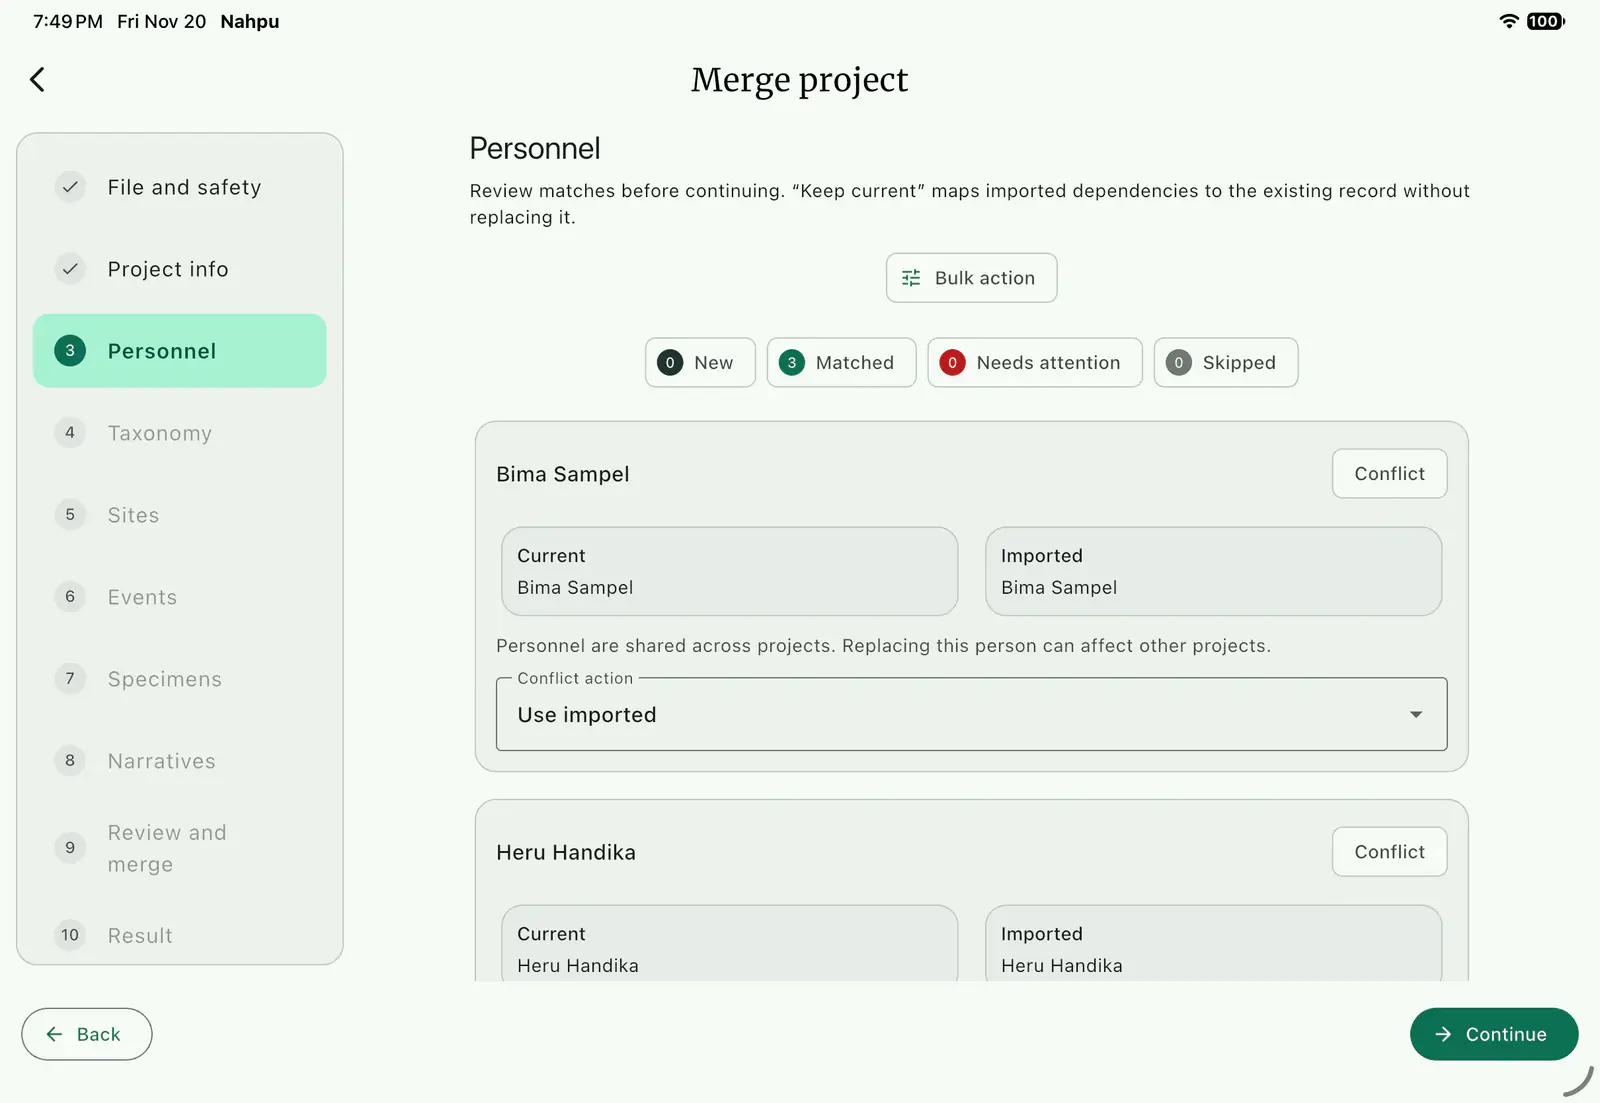 7:49 PM Fri Nov 20 Nahpu
100
Merge project
File and safety
Project info
3 Personnel
4 Taxonomy
5 Sites
6 Events
7 Specimens
8 Narratives
9 Review and
merge
10 Result
Personnel
Review matches before continuing. “Keep current” maps imported dependencies to the existing record without
replacing it.
Bulk action
0 New
3 Matched
0 Needs attention
0 Skipped
Bima Sampel
Conflict
Current
Bima Sampel
Imported
Bima Sampel
Personnel are shared across projects. Replacing this person can affect other projects.
Conflict action
Use imported
Heru Handika
Conflict
Current
Heru Handika
Imported
Heru Handika
Back
Continue